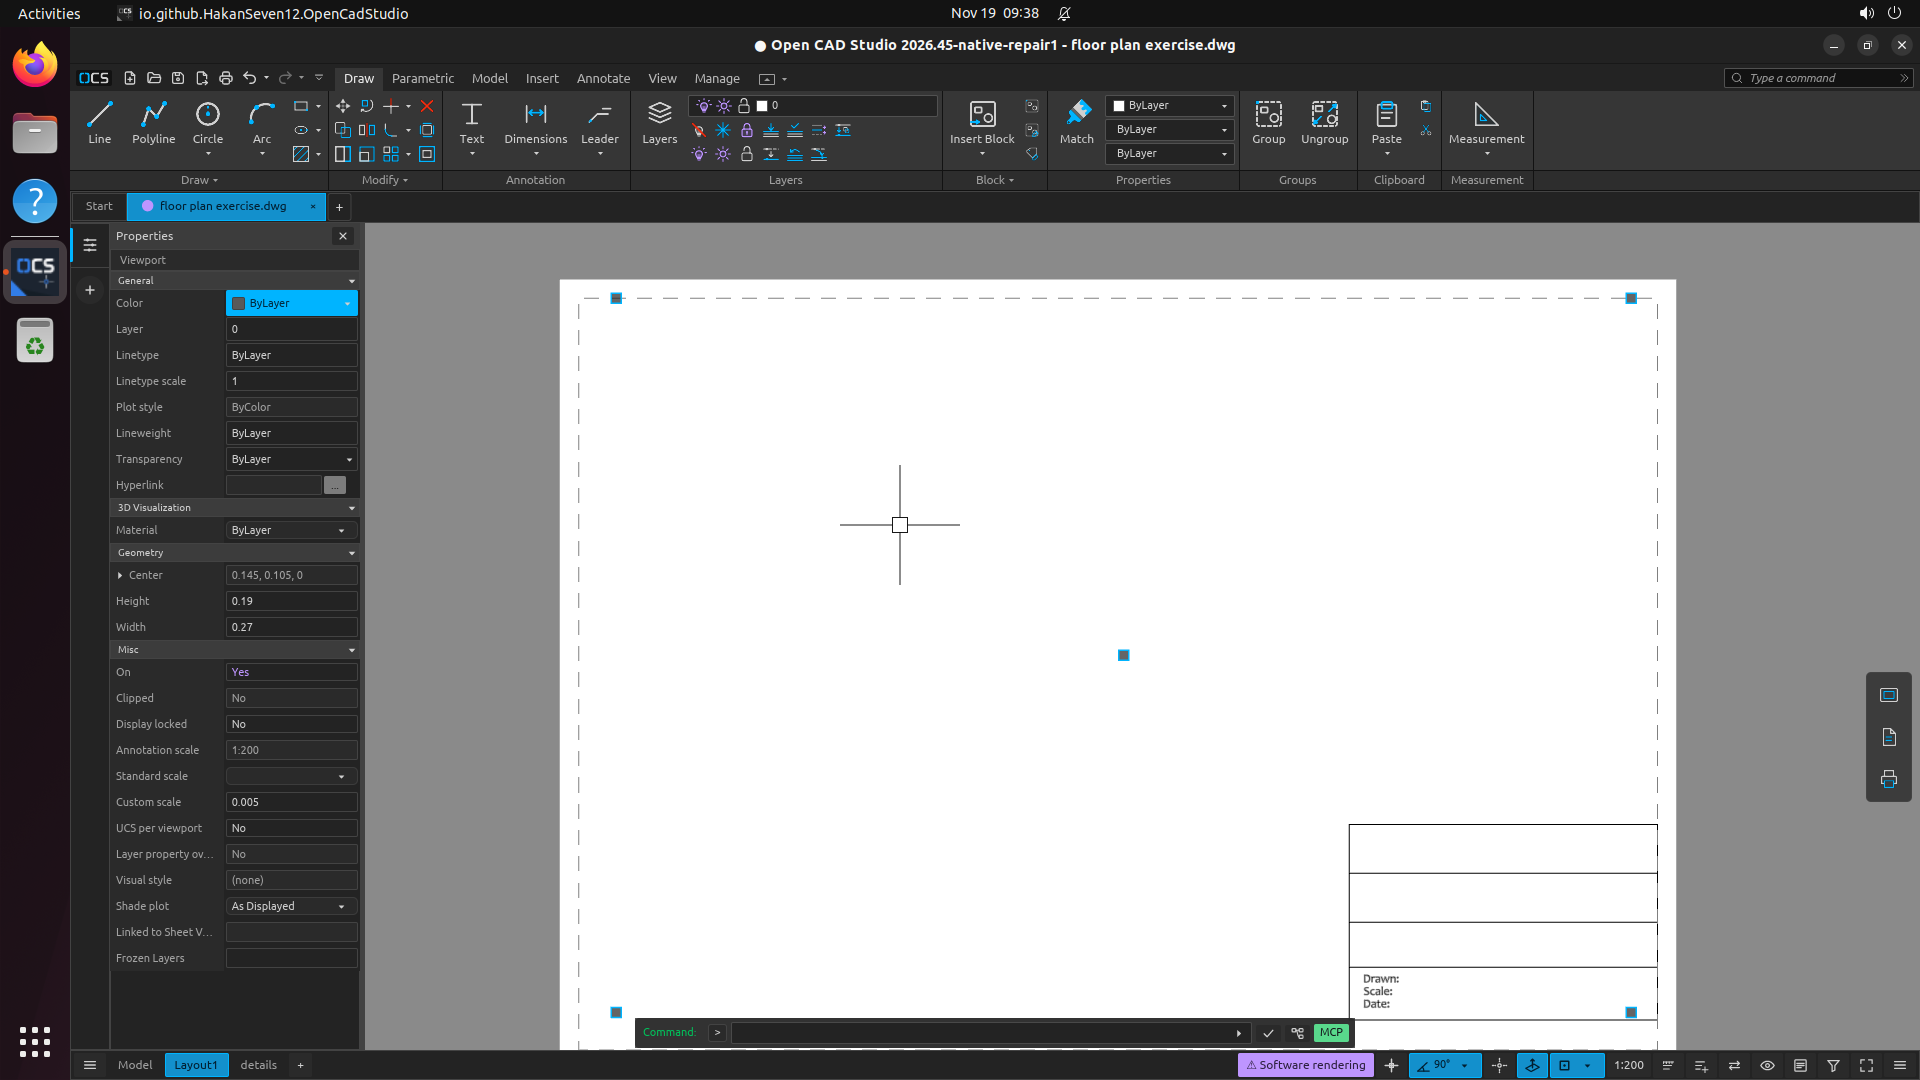 Activities
io.github.HakanSeven12.OpenCadStudio
Nov 19 09:38
Open CAD Studio 2026.45-native-repair1 - floor plan exercise.dwg
OCS
Draw
Parametric
Model
Insert
Annotate
View
Manage
Type a command
Line
Polyline
Circle
Arc
Text
Dimensions
Leader
Layers
0
Insert Block
Match
ByLayer
ByLayer
ByLayer
Group
Ungroup
Paste
Measurement
Draw
Modify
Annotation
Layers
Block
Properties
Groups
Clipboard
Measurement
Start
floor plan exercise.dwg
Properties
Viewport
General
Color ByLayer
Layer 0
Linetype ByLayer
Linetype scale 1
Plot style ByColor
Lineweight ByLayer
Transparency ByLayer
Hyperlink ...
3D Visualization
Material ByLayer
Geometry
Center 0.145, 0.105, 0
Height 0.19
Width 0.27
Misc
On Yes
Clipped No
Display locked No
Annotation scale 1:200
Standard scale
Custom scale 0.005
UCS per viewport No
Layer property ov... No
Visual style (none)
Shade plot As Displayed
Linked to Sheet V...
Frozen Layers
Drawn:
Scale:
Date:
Command: >
MCP
Model
Layout1
details
Software rendering
90°
1:200